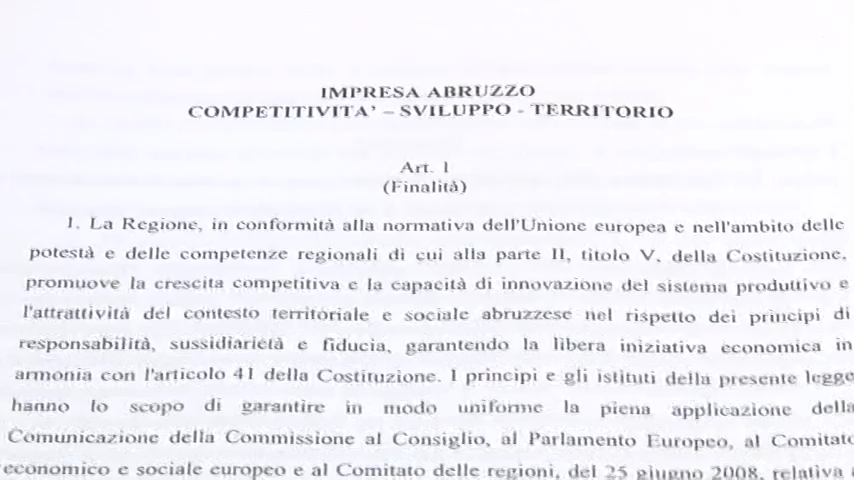 IMPRESA ABRUZZO
COMPETITIVITA' – SVILUPPO - TERRITORIO
Art. 1
(Finalità)
1. La Regione, in conformità alla normativa dell'Unione europea e nell'ambito delle
potestà e delle competenze regionali di cui alla parte II, titolo V, della Costituzione,
promuove la crescita competitiva e la capacità di innovazione del sistema produttivo e
l'attrattività del contesto territoriale e sociale abruzzese nel rispetto dei principi di
responsabilità, sussidiarietà e fiducia, garantendo la libera iniziativa economica in
armonia con l'articolo 41 della Costituzione. I principi e gli istituti della presente legge
hanno lo scopo di garantire in modo uniforme la piena applicazione della
Comunicazione della Commissione al Consiglio, al Parlamento Europeo, al Comitato
economico e sociale europeo e al Comitato delle regioni, del 25 giugno 2008, relativa